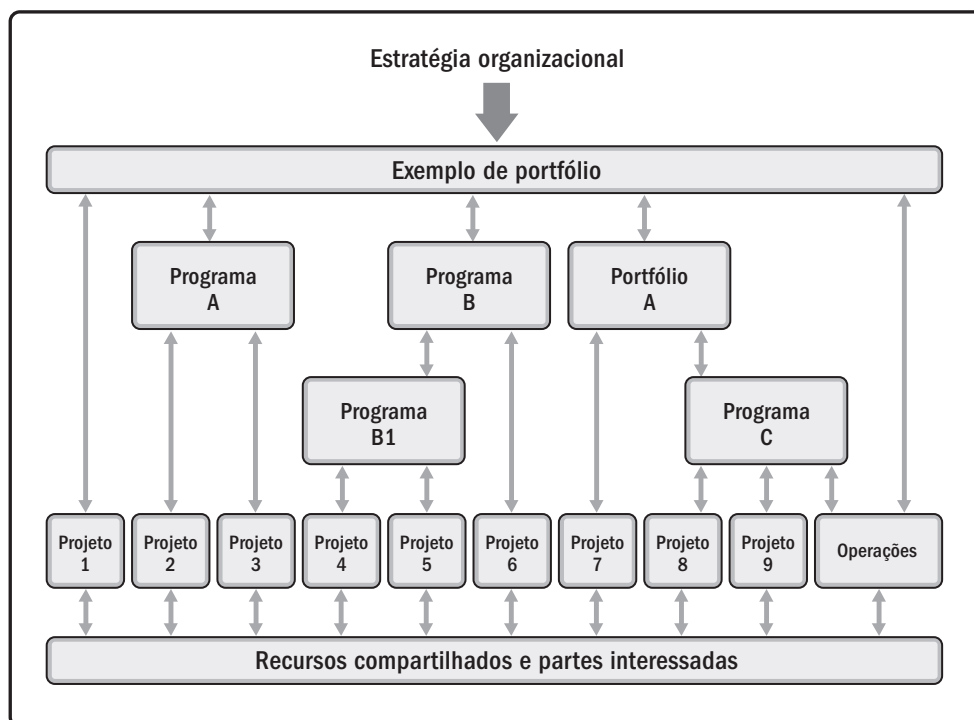 Estratégia organizacional
Exemplo de portfólio
Programa
A
Programa
B
Portfólio
A
Programa
B1
Programa
C
Projeto
1
Projeto
2
Projeto
3
Projeto
4
Projeto
5
Projeto
6
Projeto
7
Projeto
8
Projeto
9
Operações
Recursos compartilhados e partes interessadas